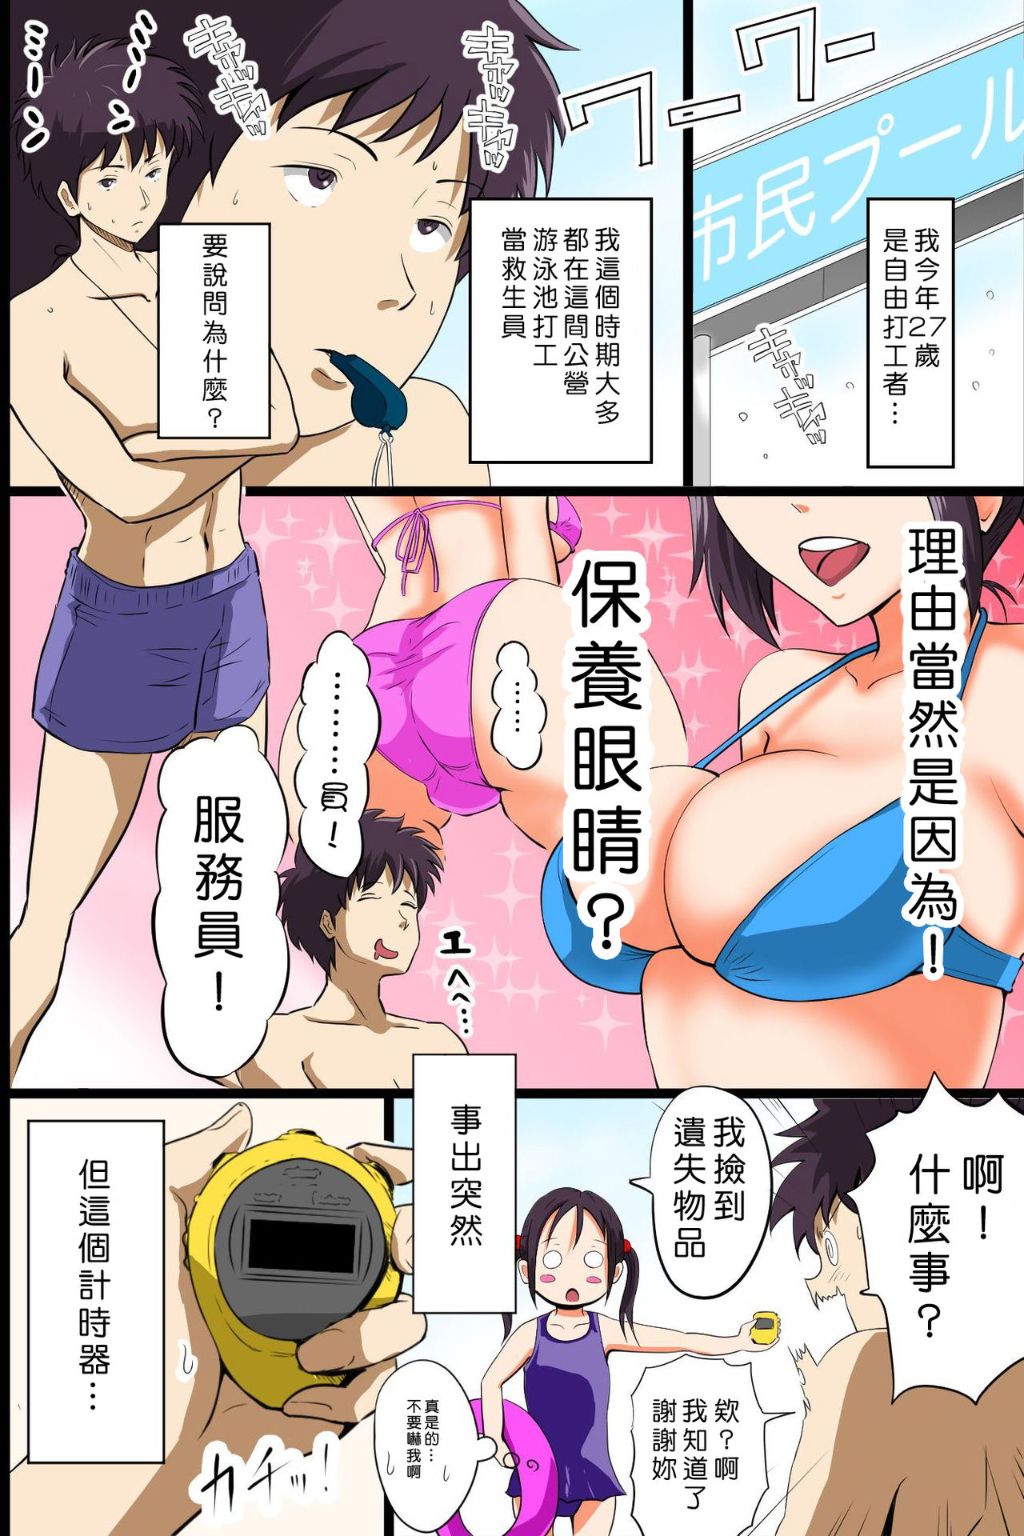 ワーワー
市民プール
キャッキャッ
我今年27歲
是自由打工者…
キャッキャッ
キャッキャッ
我這個時期大多
都在這間公營
游泳池打工
當救生員
ミーン
ミーン
要說問為什麼?
理由當然是因為!
保養眼睛?
………
………員!
服務員!
エヘヘ…
啊!
什麼事?
我撿到
遺失物品
欸?啊
我知道了
謝謝妳
事出突然
真是的…
不要嚇我啊
但這個計時器…
カチッ!